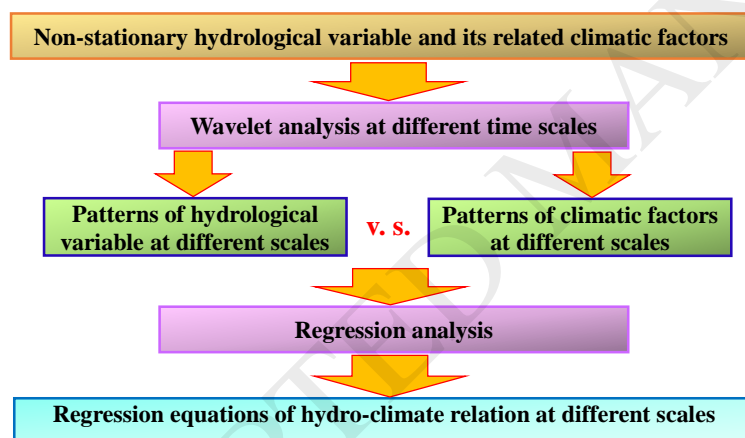 Non-stationary hydrological variable and its related climatic factors
Wavelet analysis at different time scales
Patterns of hydrological
variable at different scales
v. s.
Patterns of climatic factors
at different scales
Regression analysis
Regression equations of hydro-climate relation at different scales